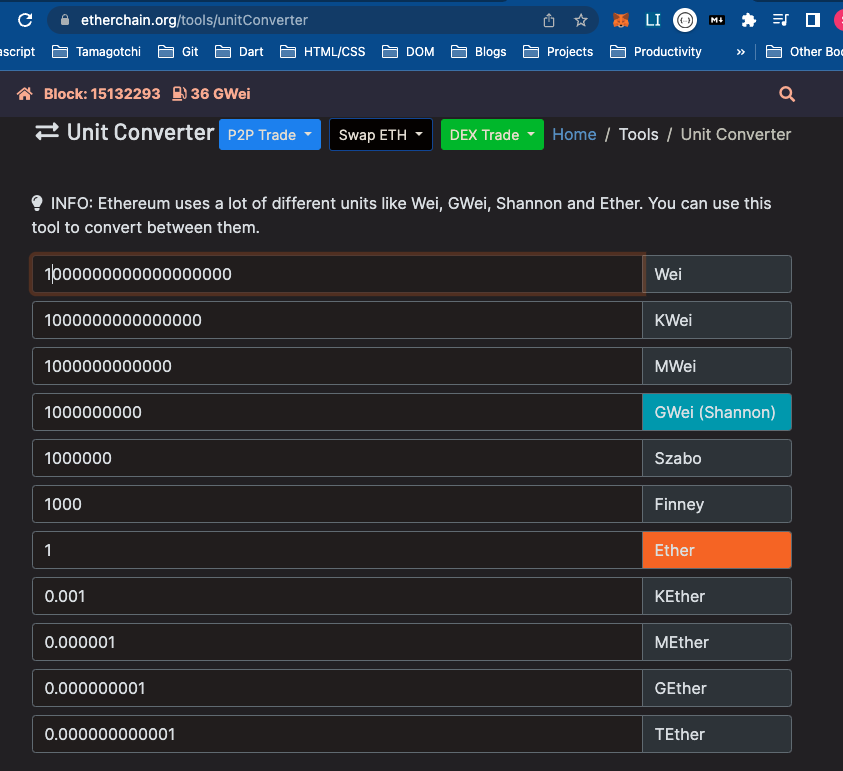 etherchain.org/tools/unitConverter
ascript Tamagotchi Git Dart HTML/CSS DOM Blogs Projects Productivity » Other Boo
Block: 15132293 36 GWei
Unit Converter P2P Trade Swap ETH DEX Trade Home / Tools / Unit Converter
INFO: Ethereum uses a lot of different units like Wei, GWei, Shannon and Ether. You can use this
tool to convert between them.
1000000000000000000 Wei
1000000000000000 KWei
1000000000000 MWei
1000000000 GWei (Shannon)
1000000 Szabo
1000 Finney
1 Ether
0.001 KEther
0.000001 MEther
0.000000001 GEther
0.000000000001 TEther